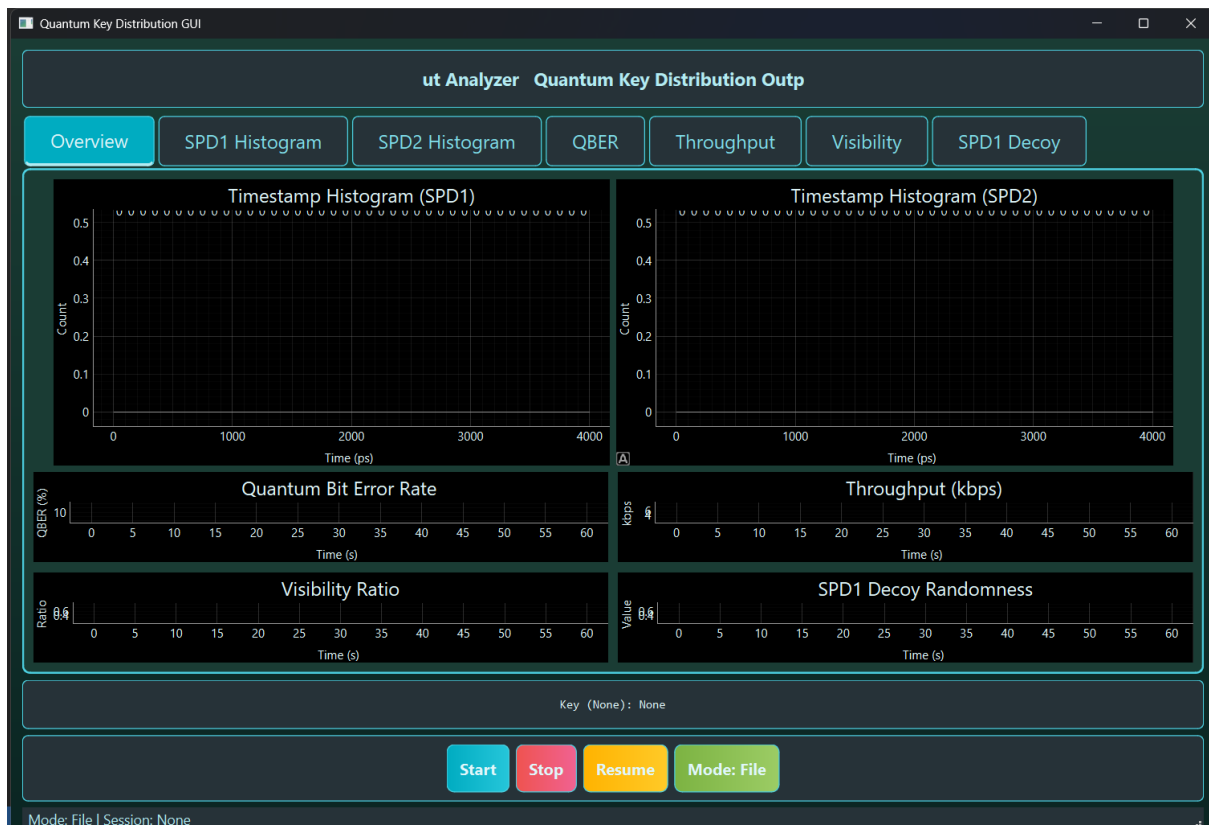 Quantum Key Distribution GUI
ut Analyzer   Quantum Key Distribution Outp
Overview SPD1 Histogram SPD2 Histogram QBER Throughput Visibility SPD1 Decoy
Timestamp Histogram (SPD1)
0.5
0.4
0.3
0.2
0.1
0
Count
0 1000 2000 3000 4000
Time (ps)
Timestamp Histogram (SPD2)
0.5
0.4
0.3
0.2
0.1
0
Count
0 1000 2000 3000 4000
Time (ps)
A
Quantum Bit Error Rate
QBER (%)
10
0 5 10 15 20 25 30 35 40 45 50 55 60
Time (s)
Throughput (kbps)
kbps
0 5 10 15 20 25 30 35 40 45 50 55 60
Time (s)
Visibility Ratio
Ratio
0 5 10 15 20 25 30 35 40 45 50 55 60
Time (s)
SPD1 Decoy Randomness
Value
0 5 10 15 20 25 30 35 40 45 50 55 60
Time (s)
Key (None): None
Start Stop Resume Mode: File
Mode: File | Session: None